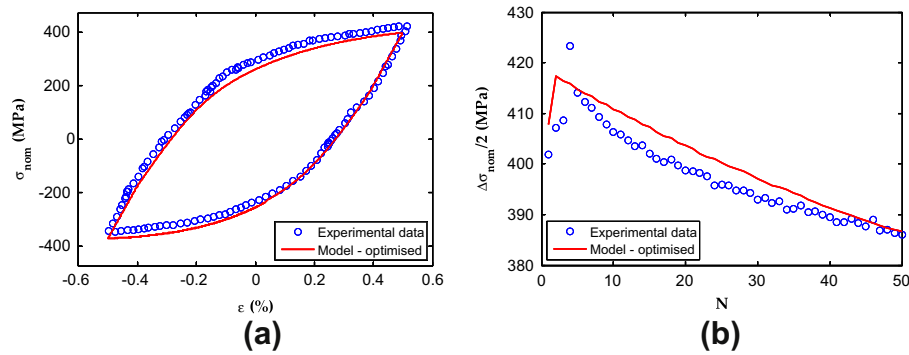 400
200
0
-200
-400
σnom (MPa)
-0.6 -0.4 -0.2 0 0.2 0.4 0.6
ε (%)
Experimental data
Model - optimised
(a)
430
420
410
400
390
380
Δσnom/2 (MPa)
0 10 20 30 40 50
N
Experimental data
Model - optimised
(b)